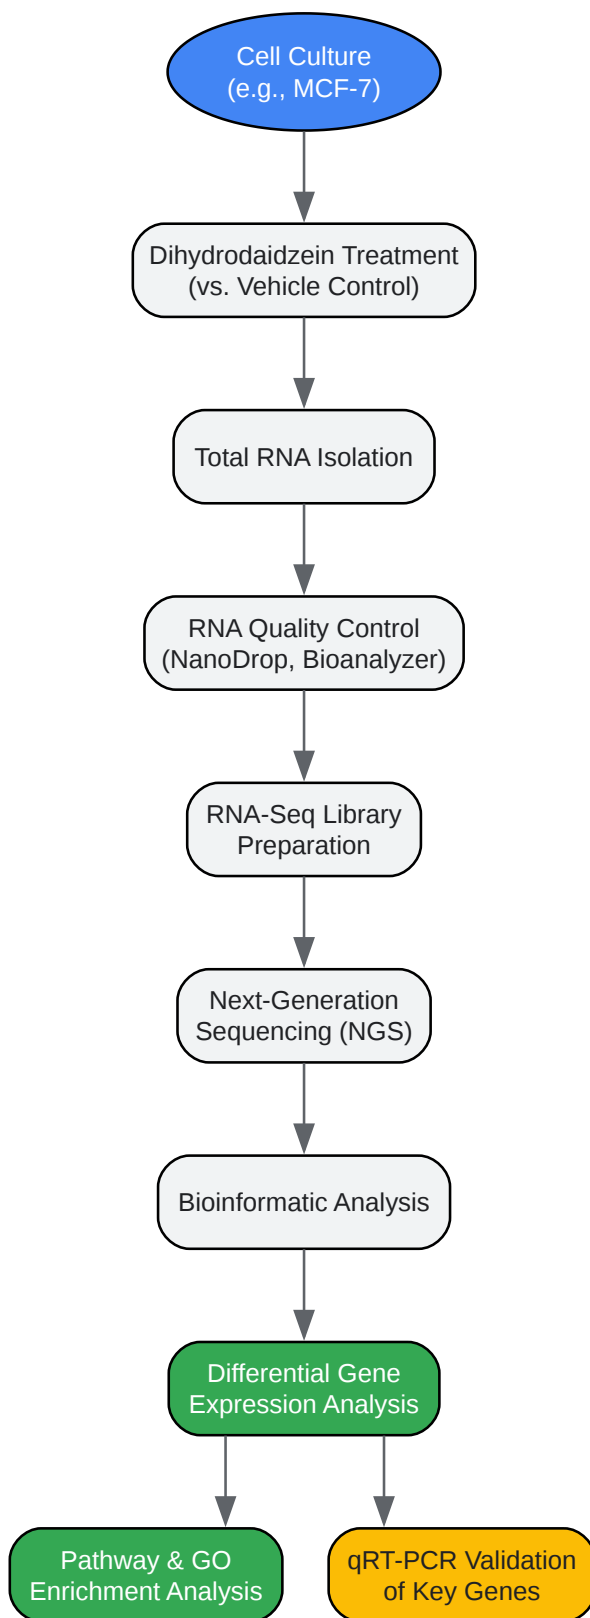 Cell Culture
(e.g., MCF-7)
Dihydrodaidzein Treatment
(vs. Vehicle Control)
Total RNA Isolation
RNA Quality Control
(NanoDrop, Bioanalyzer)
RNA-Seq Library
Preparation
Next-Generation
Sequencing (NGS)
Bioinformatic Analysis
Differential Gene
Expression Analysis
Pathway & GO
Enrichment Analysis
qRT-PCR Validation
of Key Genes